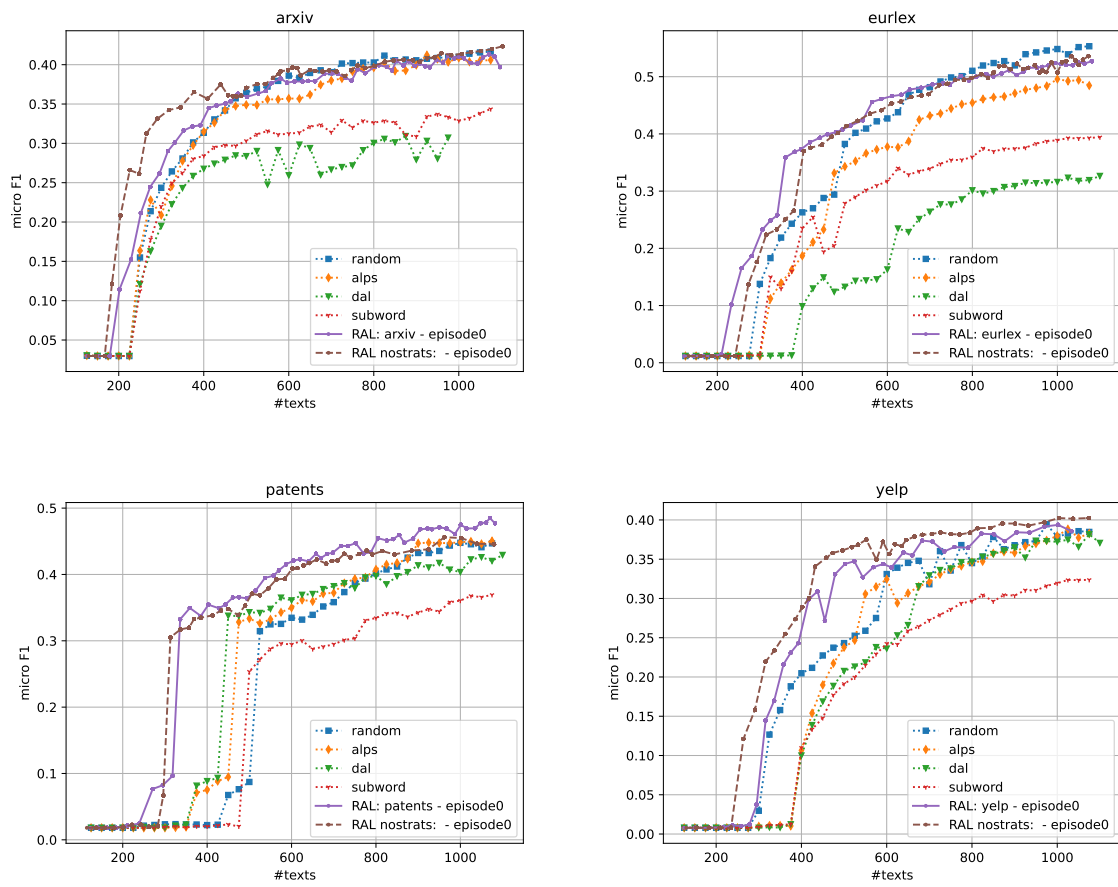 arxiv
micro F1
0.40
0.35
0.30
0.25
0.20
0.15
0.10
0.05
random
alps
dal
subword
RAL: arxiv - episode0
RAL nostrats:  - episode0
200 400 600 800 1000
#texts
eurlex
micro F1
0.5
0.4
0.3
0.2
0.1
0.0
random
alps
dal
subword
RAL: eurlex - episode0
RAL nostrats:  - episode0
200 400 600 800 1000
#texts
patents
micro F1
0.5
0.4
0.3
0.2
0.1
0.0
random
alps
dal
subword
RAL: patents - episode0
RAL nostrats:  - episode0
200 400 600 800 1000
#texts
yelp
micro F1
0.40
0.35
0.30
0.25
0.20
0.15
0.10
0.05
0.00
random
alps
dal
subword
RAL: yelp - episode0
RAL nostrats:  - episode0
200 400 600 800 1000
#texts